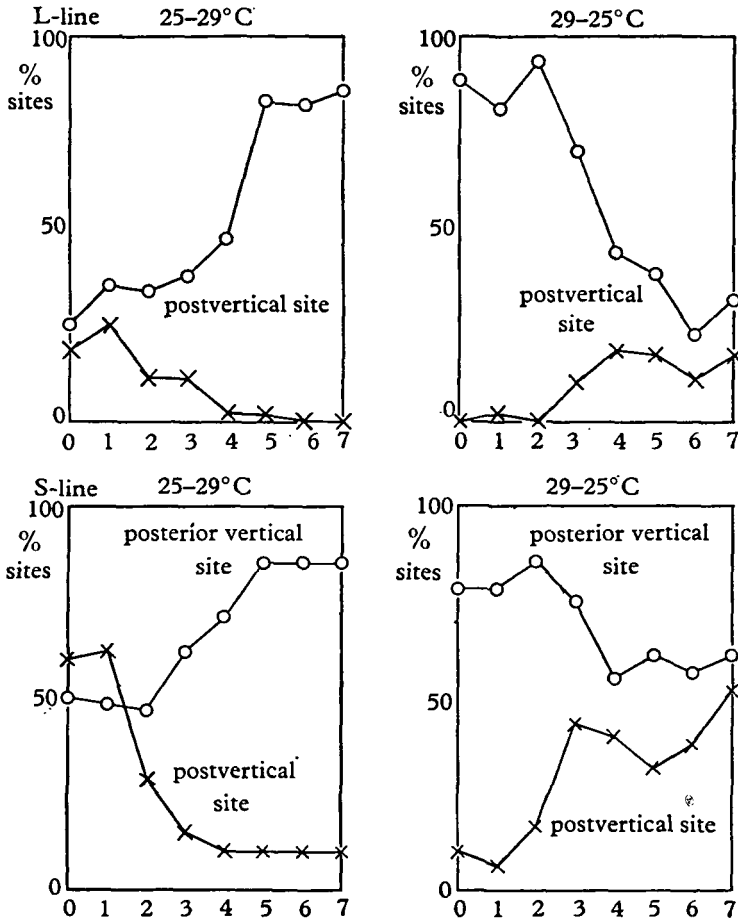 L-line 25–29°C
100
%
sites
50
postvertical site
0
0 1 2 3 4 5 6 7
29–25°C
100
%
sites
50
postvertical
site
0
0 1 2 3 4 5 6 7
S-line 25–29°C
100
%
sites
posterior vertical
site
50
postvertical
site
0
0 1 2 3 4 5 6 7
29–25°C
100
%
sites
posterior vertical
site
50
postvertical site
0
0 1 2 3 4 5 6 7